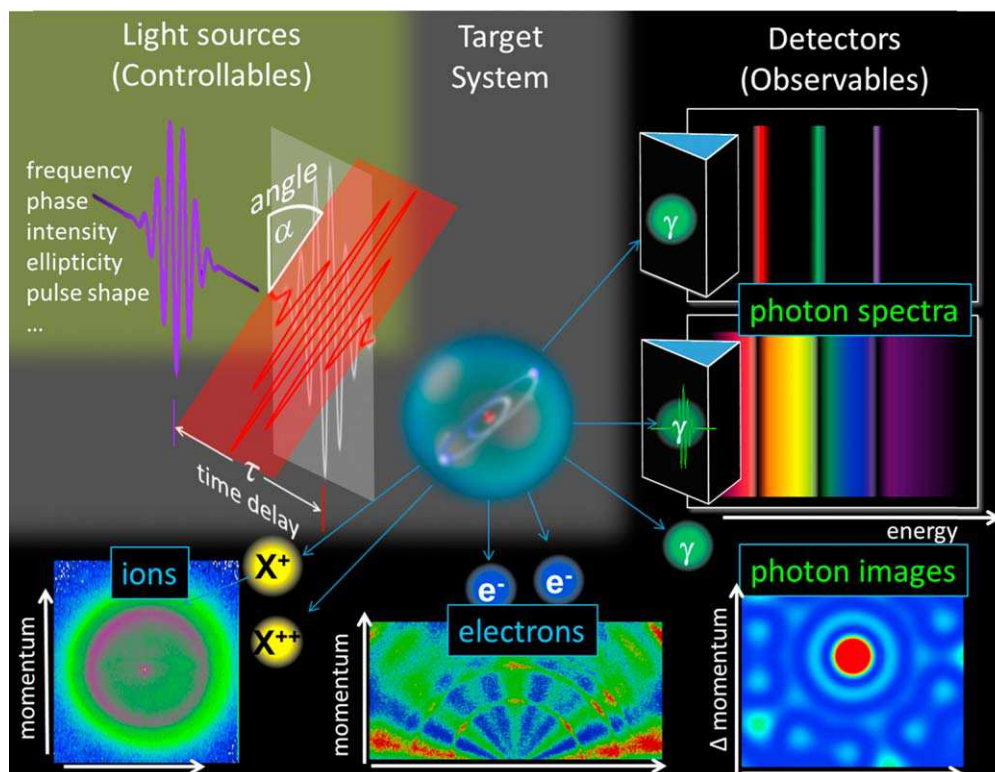 Light sources
(Controllables)
Target
System
Detectors
(Observables)
frequency
phase
intensity
ellipticity
pulse shape
...
angle
α
τ
time delay
γ
photon spectra
γ
energy
γ
ions
X+
X++
momentum
e-
e-
electrons
momentum
photon images
Δ momentum